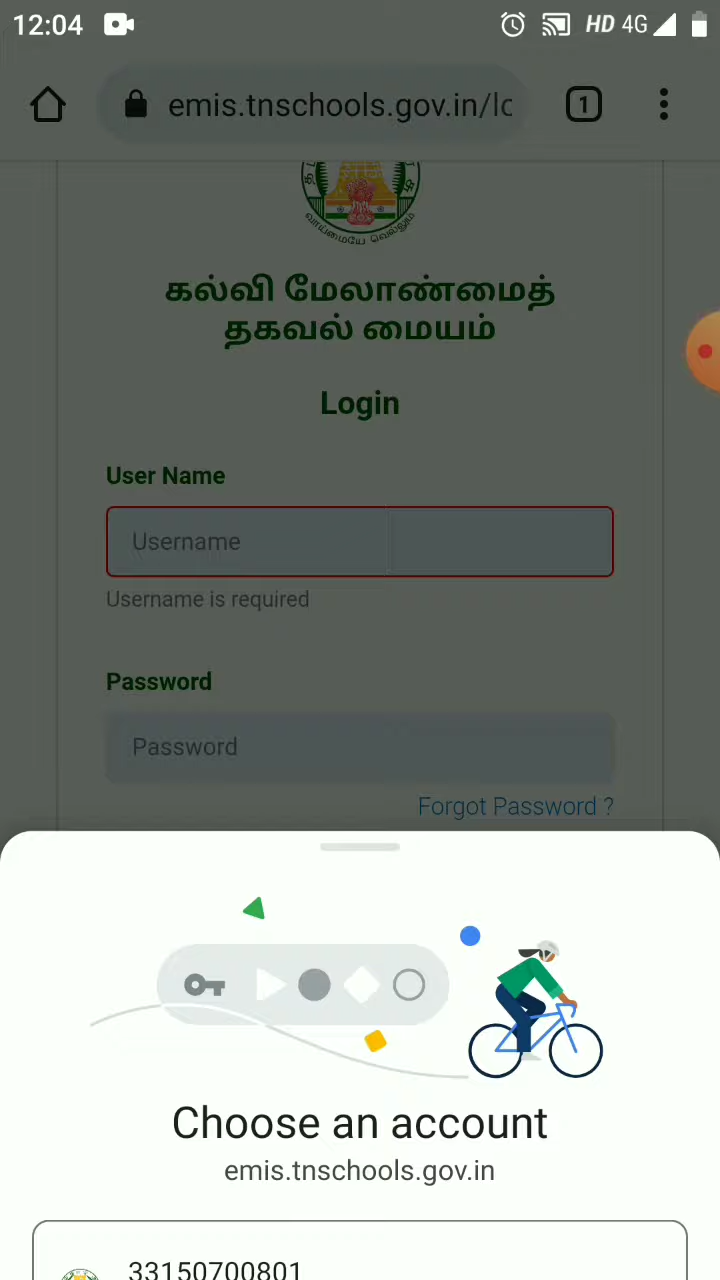 12:04
HD 4G
emis.tnschools.gov.in/lc
1
வாய்மையே வெல்லும்
கல்வி மேலாண்மைத்
தகவல் மையம்
Login
User Name
Username
Username is required
Password
Password
Forgot Password ?
Choose an account
emis.tnschools.gov.in
33150700801